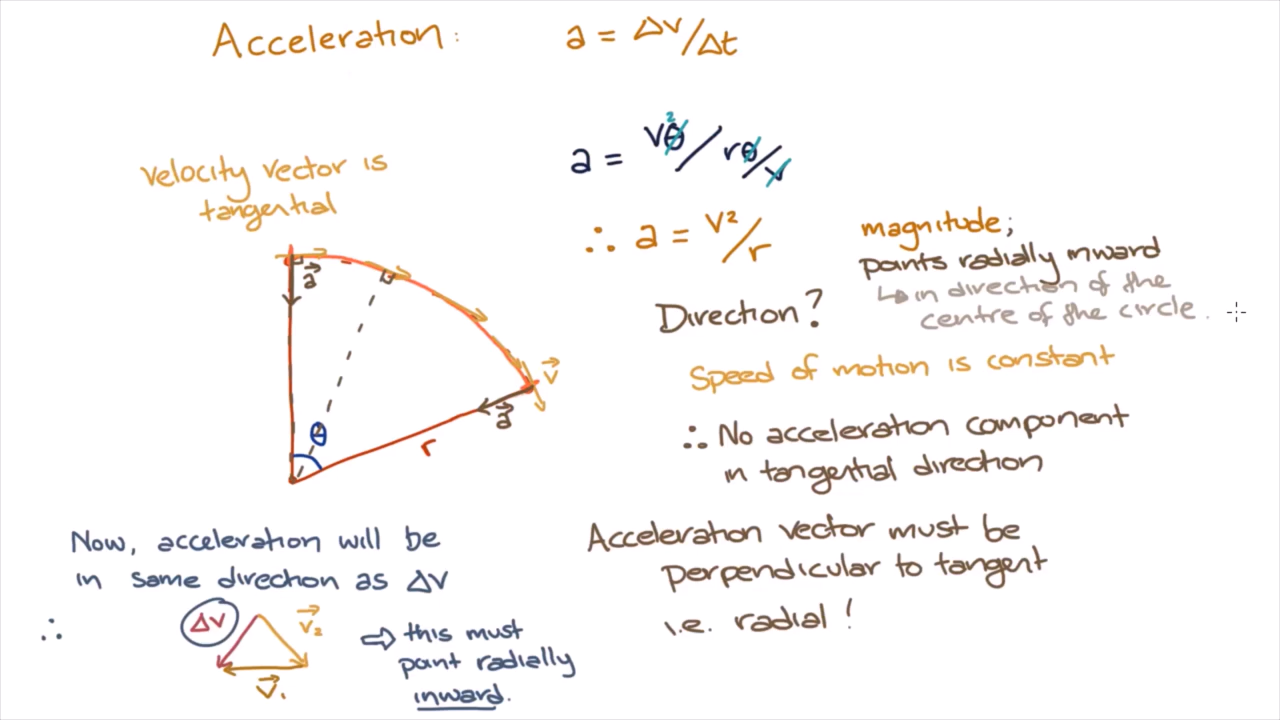 Acceleration:
a = Δv/Δt
a = vθ²/rθ/v
velocity vector is
tangential
∴ a = v²/r
magnitude;
points radially inward
↳ in direction of the
centre of the circle.
a
Direction?
Speed of motion is constant
v
a
θ
r
∴ No acceleration component
in tangential direction
Now, acceleration will be
in same direction as Δv
Acceleration vector must be
perpendicular to tangent
i.e. radial!
∴
Δv
v₂
v₁
⇨ this must
point radially
inward.